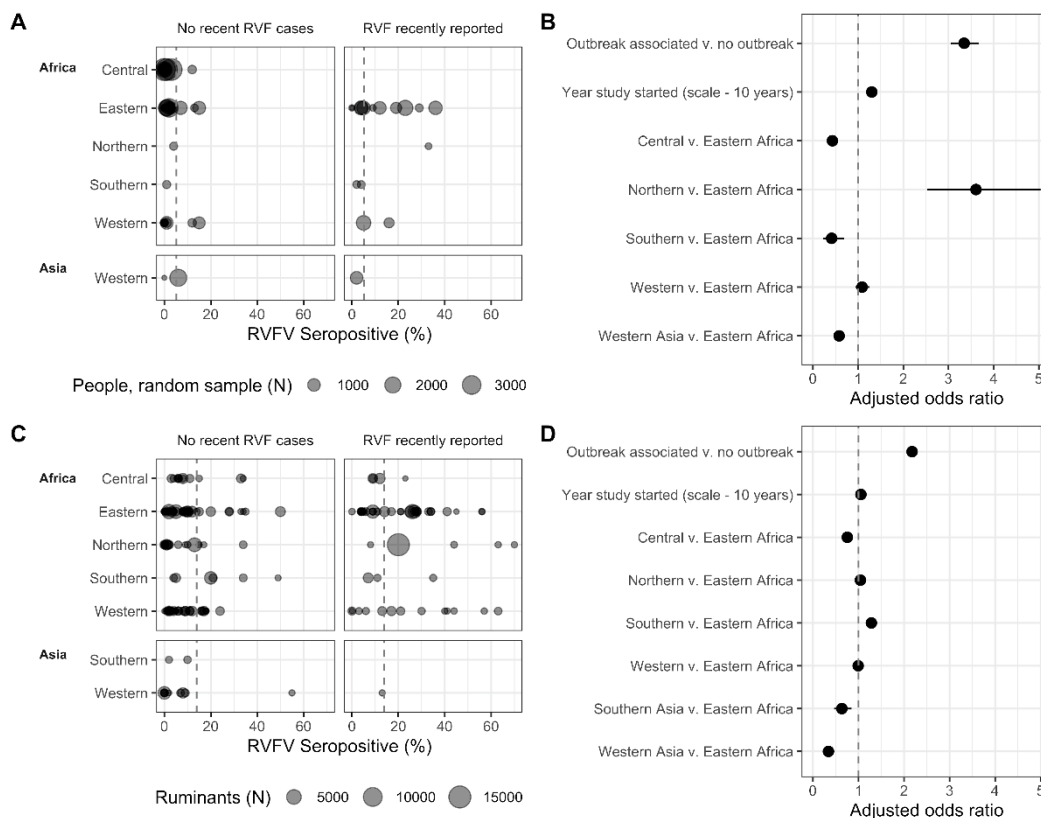 A
No recent RVF cases
RVF recently reported
Africa
Central
Eastern
Northern
Southern
Western
Asia
Western
0 20 40 60 0 20 40 60
RVFV Seropositive (%)
People, random sample (N) 1000 2000 3000
B
Outbreak associated v. no outbreak
Year study started (scale - 10 years)
Central v. Eastern Africa
Northern v. Eastern Africa
Southern v. Eastern Africa
Western v. Eastern Africa
Western Asia v. Eastern Africa
0 1 2 3 4 5
Adjusted odds ratio
C
No recent RVF cases
RVF recently reported
Africa
Central
Eastern
Northern
Southern
Western
Asia
Southern
Western
0 20 40 60 0 20 40 60
RVFV Seropositive (%)
Ruminants (N) 5000 10000 15000
D
Outbreak associated v. no outbreak
Year study started (scale - 10 years)
Central v. Eastern Africa
Northern v. Eastern Africa
Southern v. Eastern Africa
Western v. Eastern Africa
Southern Asia v. Eastern Africa
Western Asia v. Eastern Africa
0 1 2 3 4 5
Adjusted odds ratio